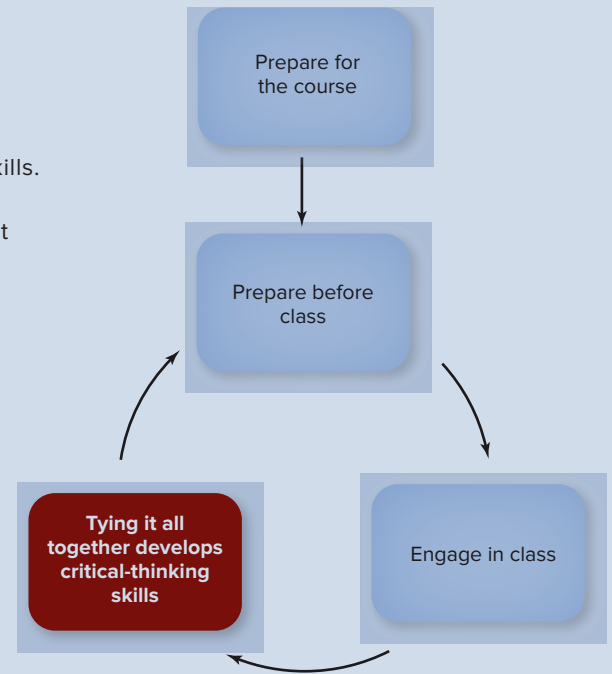 Prepare for
the course
kills.
t
Prepare before
class
Engage in class
Tying it all
together develops
critical-thinking
skills